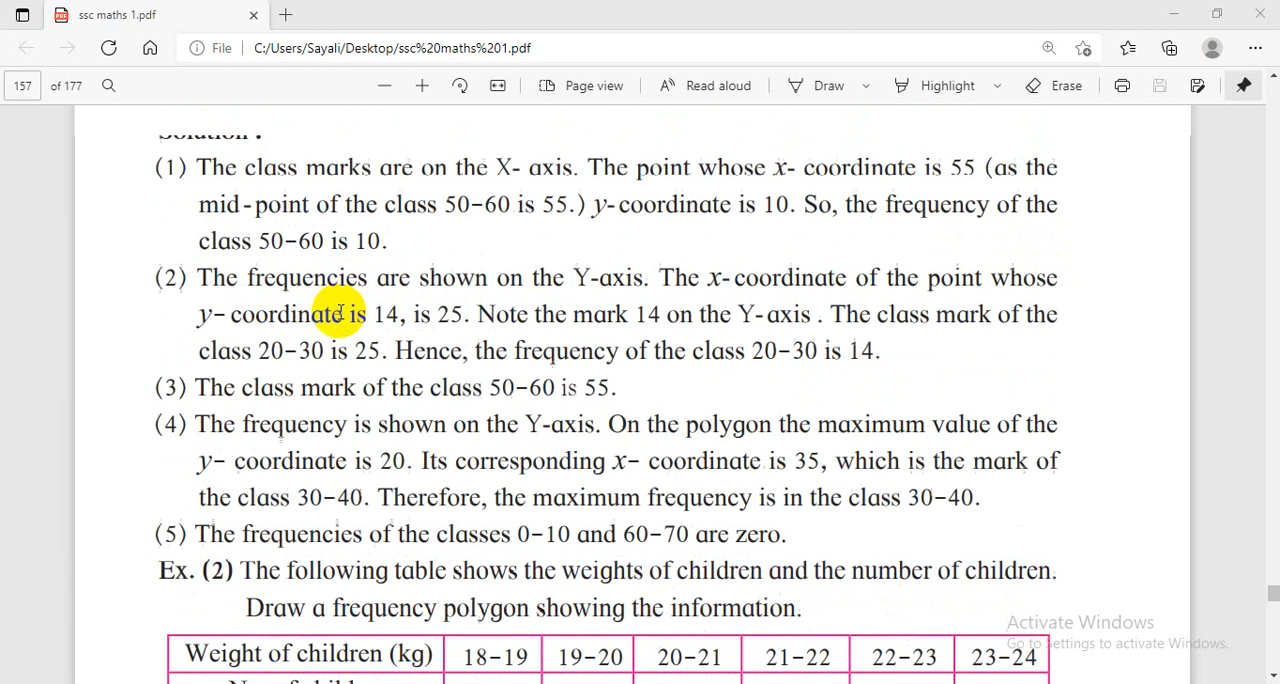 ssc maths 1.pdf
File C:/Users/Sayali/Desktop/ssc%20maths%201.pdf
157 of 177 Page view Read aloud Draw Highlight Erase
Solution :
(1) The class marks are on the X- axis. The point whose x- coordinate is 55 (as the
mid-point of the class 50-60 is 55.) y-coordinate is 10. So, the frequency of the
class 50-60 is 10.
(2) The frequencies are shown on the Y-axis. The x-coordinate of the point whose
y- coordinate is 14, is 25. Note the mark 14 on the Y-axis . The class mark of the
class 20-30 is 25. Hence, the frequency of the class 20-30 is 14.
(3) The class mark of the class 50-60 is 55.
(4) The frequency is shown on the Y-axis. On the polygon the maximum value of the
y- coordinate is 20. Its corresponding x- coordinate is 35, which is the mark of
the class 30-40. Therefore, the maximum frequency is in the class 30-40.
(5) The frequencies of the classes 0-10 and 60-70 are zero.
Ex. (2) The following table shows the weights of children and the number of children.
Draw a frequency polygon showing the information.
Activate Windows
Go to Settings to activate Windows.
Weight of children (kg) 18-19 19-20 20-21 21-22 22-23 23-24